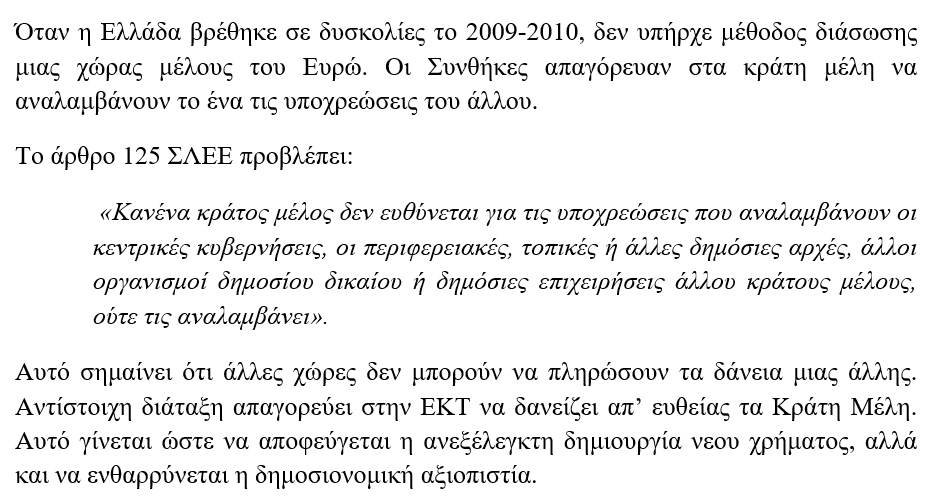 Όταν η Ελλάδα βρέθηκε σε δυσκολίες το 2009-2010, δεν υπήρχε μέθοδος διάσωσης
μιας χώρας μέλους του Ευρώ. Οι Συνθήκες απαγόρευαν στα κράτη μέλη να
αναλαμβάνουν το ένα τις υποχρεώσεις του άλλου.
Το άρθρο 125 ΣΛΕΕ προβλέπει:
«Κανένα κράτος μέλος δεν ευθύνεται για τις υποχρεώσεις που αναλαμβάνουν οι
κεντρικές κυβερνήσεις, οι περιφερειακές, τοπικές ή άλλες δημόσιες αρχές, άλλοι
οργανισμοί δημοσίου δικαίου ή δημόσιες επιχειρήσεις άλλου κράτους μέλους,
ούτε τις αναλαμβάνει».
Αυτό σημαίνει ότι άλλες χώρες δεν μπορούν να πληρώσουν τα δάνεια μιας άλλης.
Αντίστοιχη διάταξη απαγορεύει στην ΕΚΤ να δανείζει απ’ ευθείας τα Κράτη Μέλη.
Αυτό γίνεται ώστε να αποφεύγεται η ανεξέλεγκτη δημιουργία νεου χρήματος, αλλά
και να ενθαρρύνεται η δημοσιονομική αξιοπιστία.